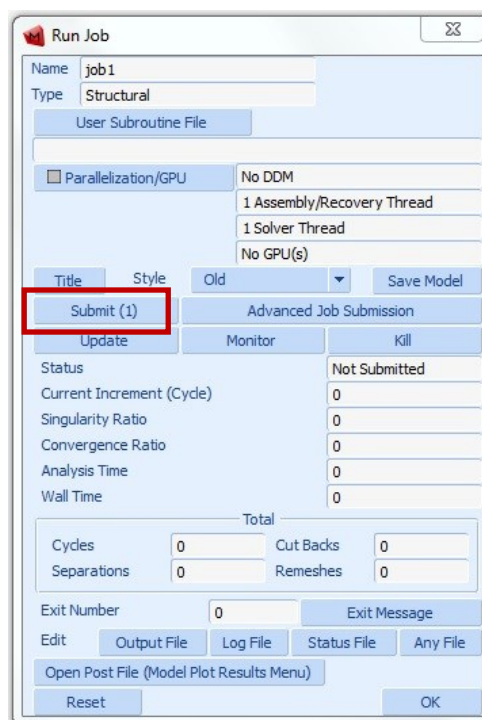 Run Job
Name job1
Type Structural
User Subroutine File
Parallelization/GPU No DDM
1 Assembly/Recovery Thread
1 Solver Thread
No GPU(s)
Title Style Old Save Model
Submit (1) Advanced Job Submission
Update Monitor Kill
Status Not Submitted
Current Increment (Cycle) 0
Singularity Ratio 0
Convergence Ratio 0
Analysis Time 0
Wall Time 0
Total
Cycles 0 Cut Backs 0
Separations 0 Remeshes 0
Exit Number 0 Exit Message
Edit Output File Log File Status File Any File
Open Post File (Model Plot Results Menu)
Reset OK